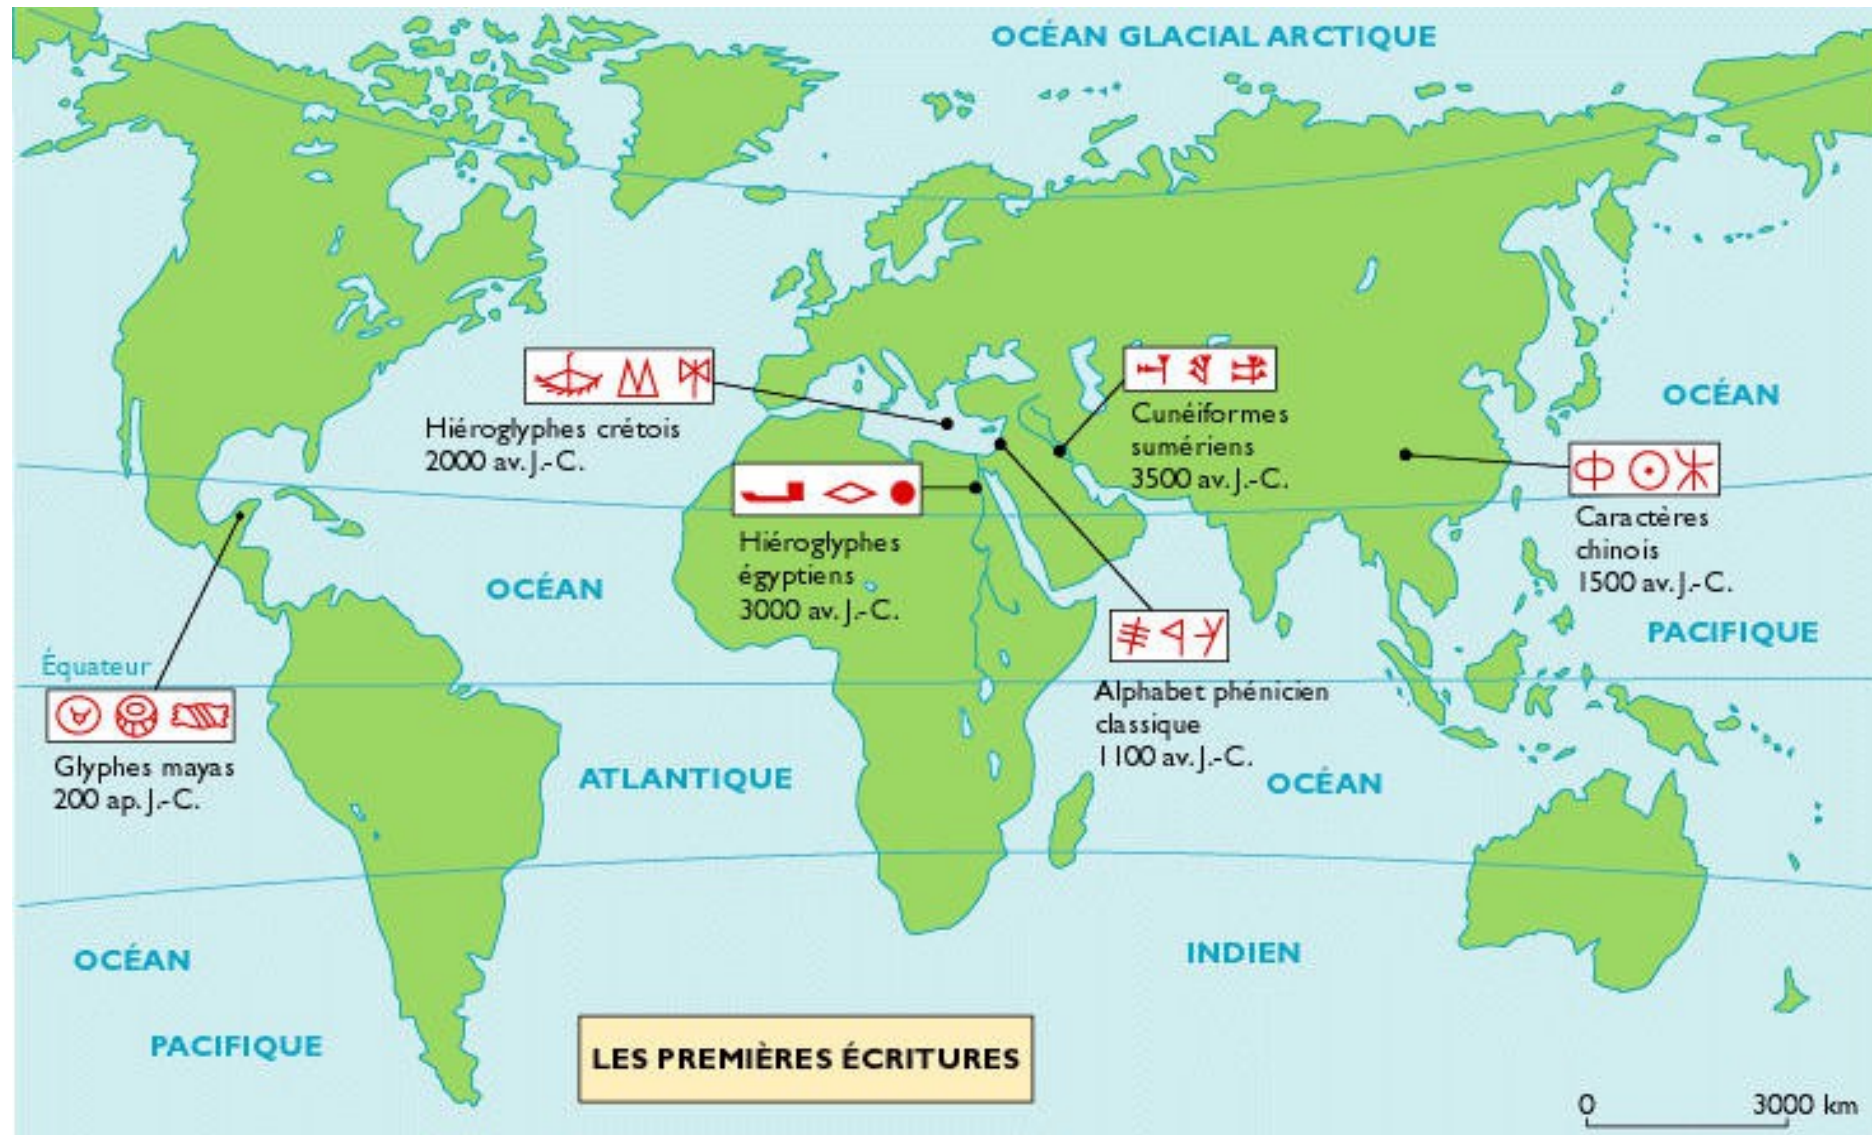 OCÉAN GLACIAL ARCTIQUE
Hiéroglyphes crétois
2000 av. J.-C.
Cunéiformes
sumériens
3500 av. J.-C.
OCÉAN
PACIFIQUE
Caractères
chinois
1500 av. J.-C.
Hiéroglyphes
égyptiens
3000 av. J.-C.
OCÉAN
ATLANTIQUE
Équateur
Glyphes mayas
200 ap. J.-C.
Alphabet phénicien
classique
1100 av. J.-C.
OCÉAN
INDIEN
OCÉAN
PACIFIQUE
LES PREMIÈRES ÉCRITURES
0 3000 km